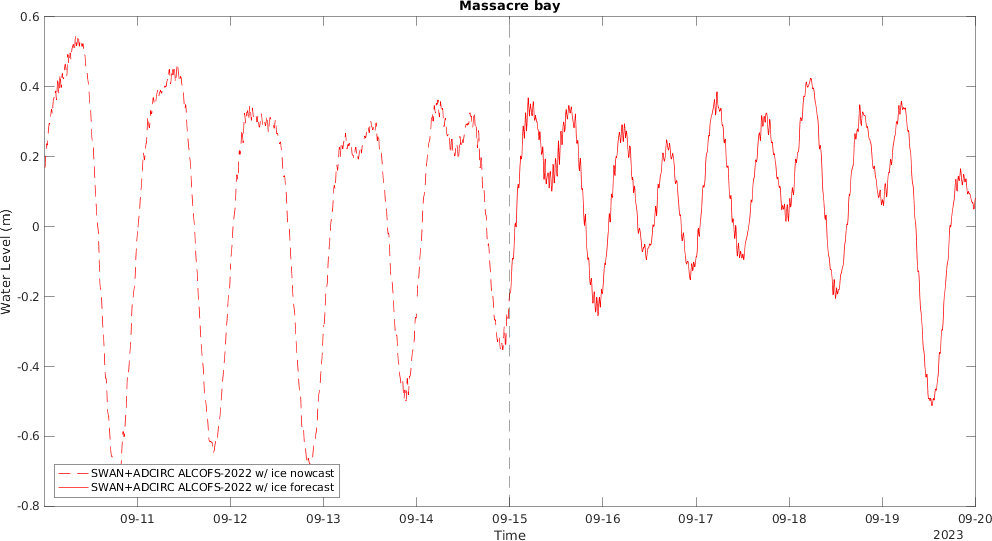 Massacre bay
0.6
0.4
0.2
0
-0.2
-0.4
-0.6
-0.8
Water Level (m)
SWAN+ADCIRC ALCOFS-2022 w/ ice nowcast
SWAN+ADCIRC ALCOFS-2022 w/ ice forecast
09-11 09-12 09-13 09-14 09-15 09-16 09-17 09-18 09-19 09-20
Time
2023